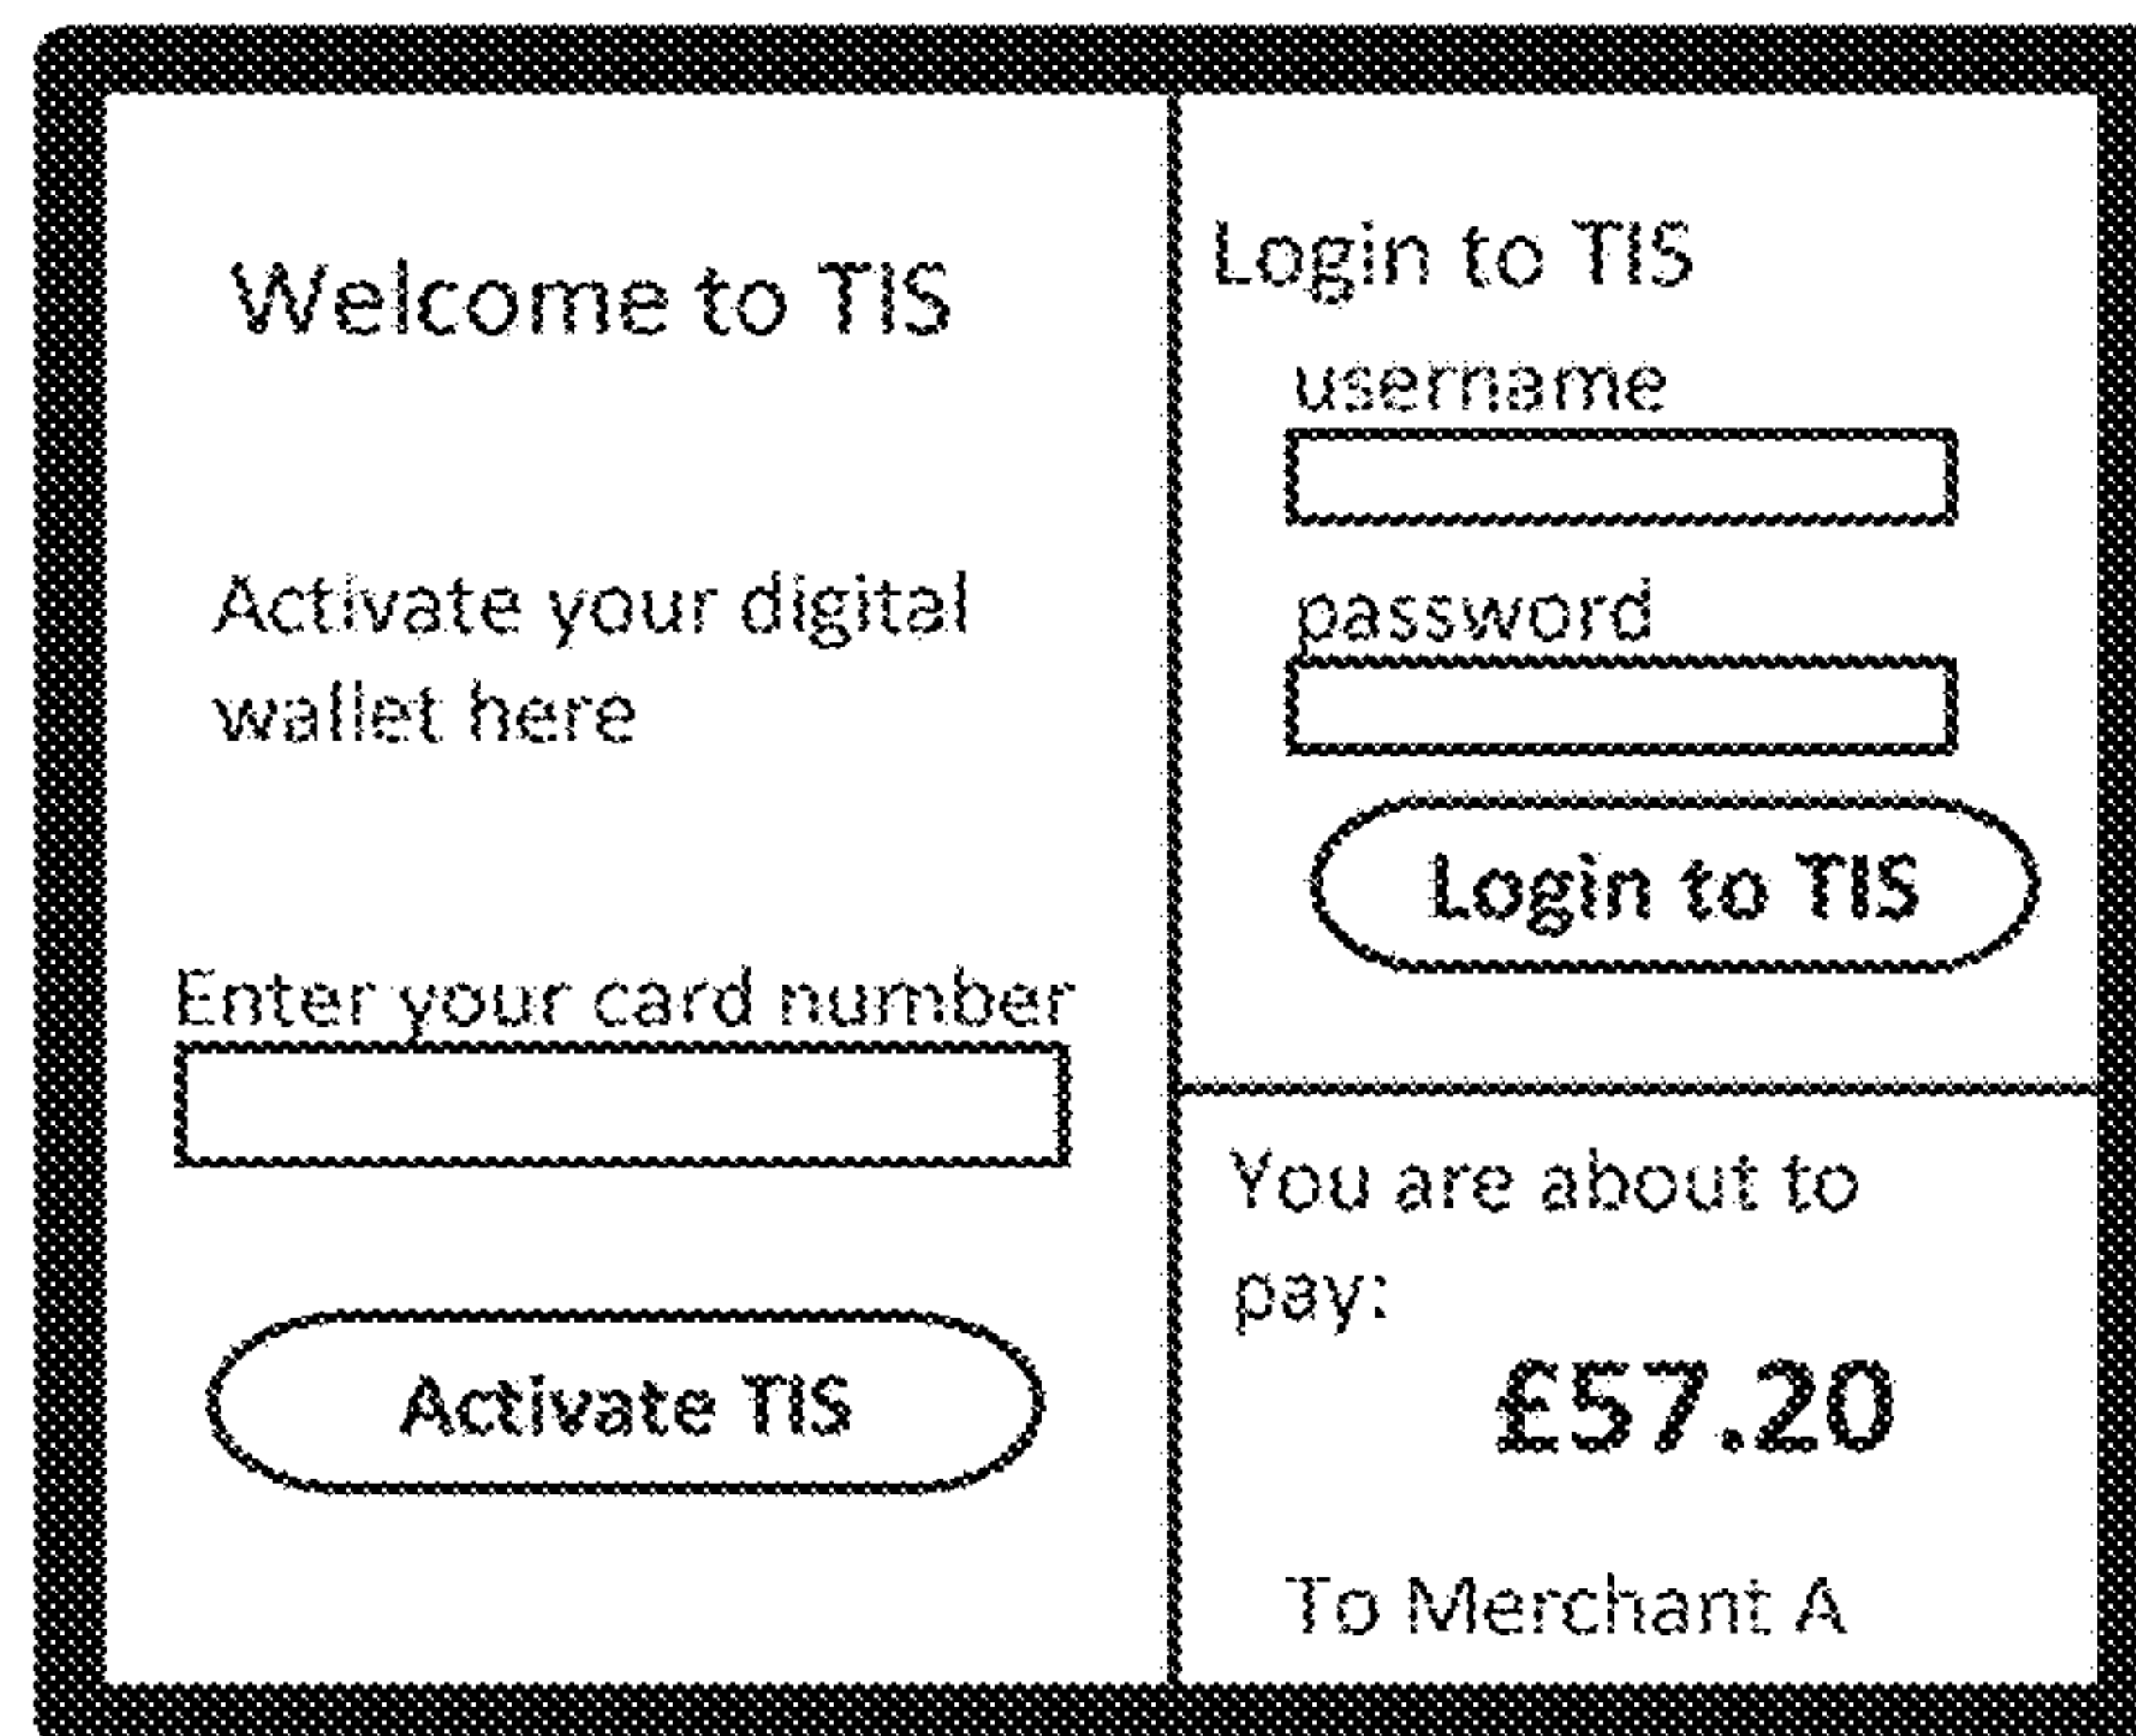 Welcome to TIS
Activate your digital
wallet here
Enter your card number
Activate TIS
Login to TIS
username
password
Login to TIS
You are about to
pay:
£57.20
To Merchant A